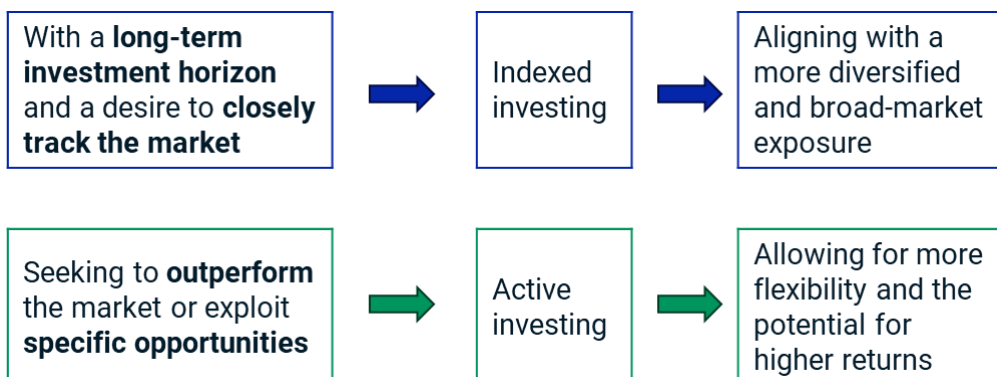 With a long-term
investment horizon
and a desire to closely
track the market
Indexed
investing
Aligning with a
more diversified
and broad-market
exposure
Seeking to outperform
the market or exploit
specific opportunities
Active
investing
Allowing for more
flexibility and the
potential for
higher returns